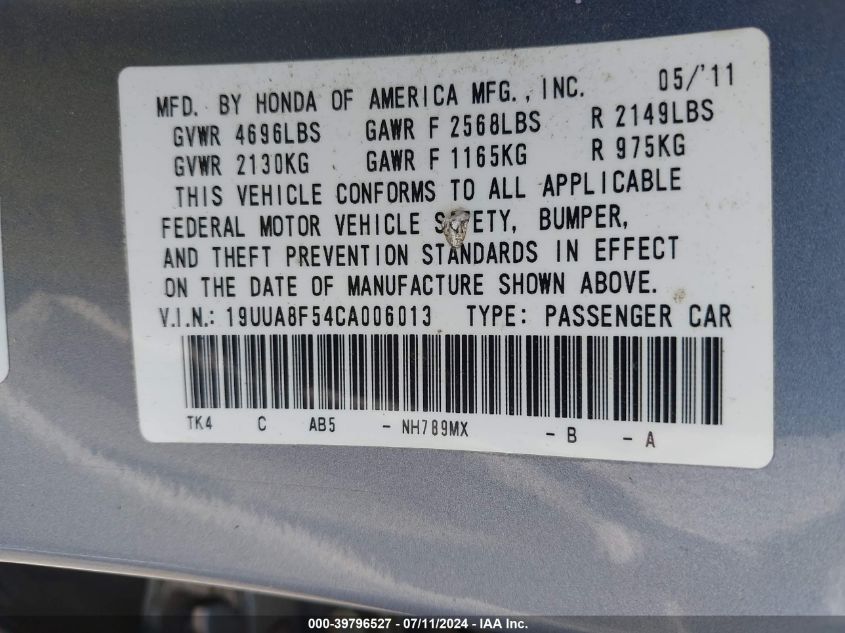 MFD. BY HONDA OF AMERICA MFG., INC. 05/'11
GVWR 4696LBS GAWR F 2568LBS R 2149LBS
GVWR 2130KG GAWR F 1165KG R 975KG
THIS VEHICLE CONFORMS TO ALL APPLICABLE
FEDERAL MOTOR VEHICLE BUMPER,
AND THEFT PREVENTION STANDARDS IN EFFECT
ON THE DATE OF MANUFACTURE SHOWN ABOVE.
V.I.N.: 19UUA8F54CA006013 TYPE: PASSENGER CAR
TK4 C AB5 - NH789MX - B - A
000-39796527 - 07/11/2024 - IAA Inc.